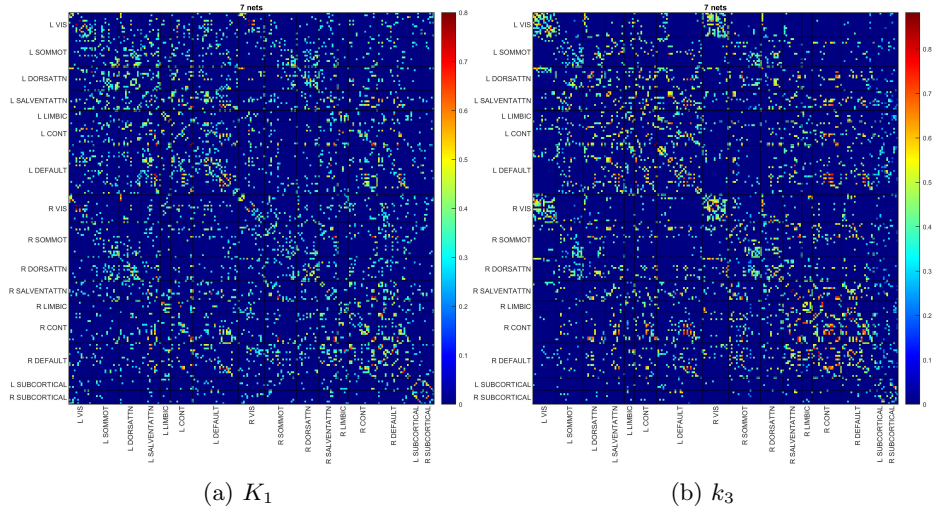 7 nets
L VIS
L SOMMOT
L DORSATTN
L SALVENTATTN
L LIMBIC
L CONT
L DEFAULT
R VIS
R SOMMOT
R DORSATTN
R SALVENTATTN
R LIMBIC
R CONT
R DEFAULT
L SUBCORTICAL
R SUBCORTICAL
L VIS
L SOMMOT
L DORSATTN
L SALVENTATTN
L LIMBIC
L CONT
L DEFAULT
R VIS
R SOMMOT
R DORSATTN
R SALVENTATTN
R LIMBIC
R CONT
R DEFAULT
L SUBCORTICAL
R SUBCORTICAL
0.8
0.7
0.6
0.5
0.4
0.3
0.2
0.1
0
(a) K1
7 nets
L VIS
L SOMMOT
L DORSATTN
L SALVENTATTN
L LIMBIC
L CONT
L DEFAULT
R VIS
R SOMMOT
R DORSATTN
R SALVENTATTN
R LIMBIC
R CONT
R DEFAULT
L SUBCORTICAL
R SUBCORTICAL
L VIS
L SOMMOT
L DORSATTN
L SALVENTATTN
L LIMBIC
L CONT
L DEFAULT
R VIS
R SOMMOT
R DORSATTN
R SALVENTATTN
R LIMBIC
R CONT
R DEFAULT
L SUBCORTICAL
R SUBCORTICAL
0.8
0.7
0.6
0.5
0.4
0.3
0.2
0.1
0
(b) k3